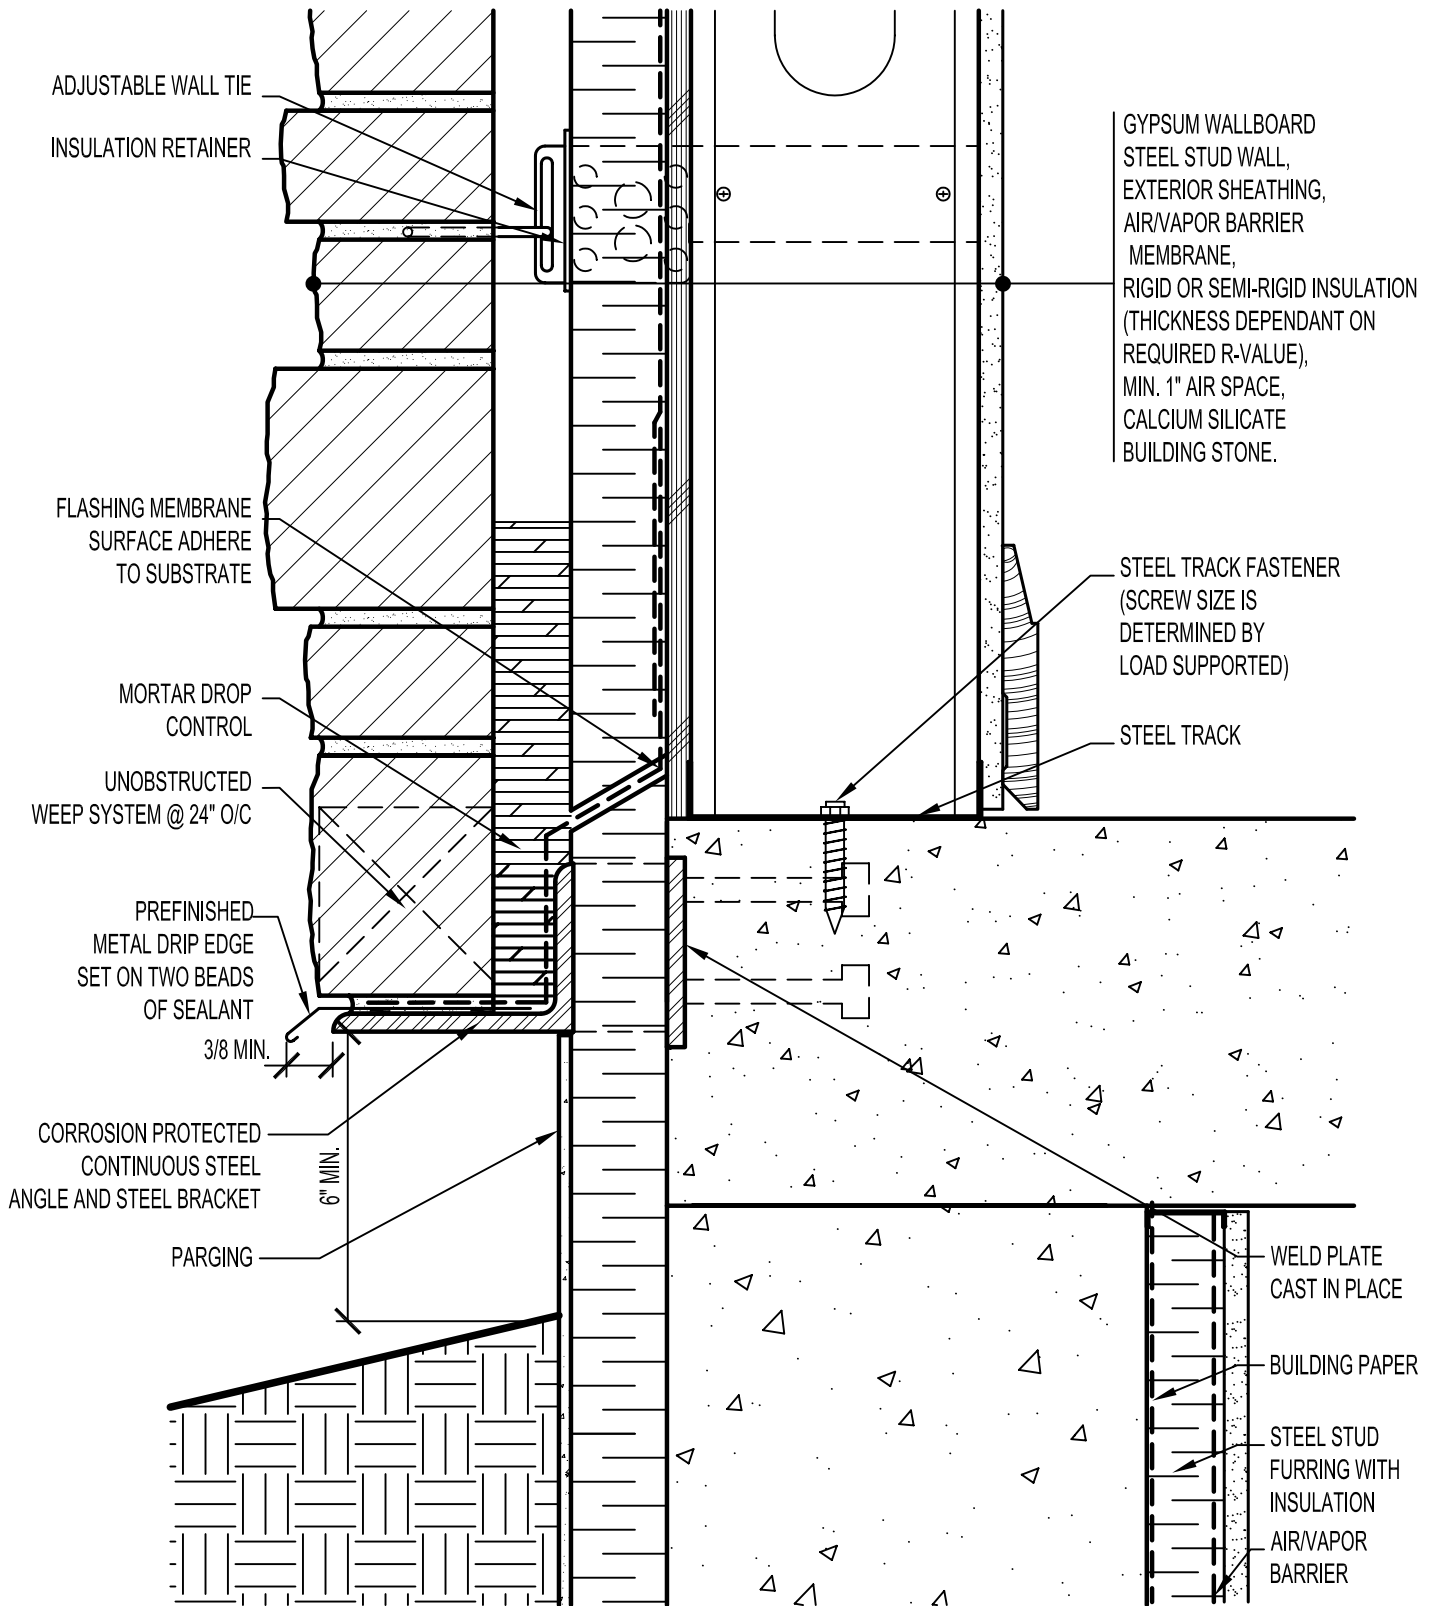 ADJUSTABLE WALL TIE
INSULATION RETAINER
FLASHING MEMBRANE
SURFACE ADHERE
TO SUBSTRATE
MORTAR DROP
CONTROL
UNOBSTRUCTED
WEEP SYSTEM @ 24" O/C
PREFINISHED
METAL DRIP EDGE
SET ON TWO BEADS
OF SEALANT
3/8 MIN.
CORROSION PROTECTED
CONTINUOUS STEEL
ANGLE AND STEEL BRACKET
6" MIN.
PARGING
GYPSUM WALLBOARD
STEEL STUD WALL,
EXTERIOR SHEATHING,
AIR/VAPOR BARRIER
MEMBRANE,
RIGID OR SEMI-RIGID INSULATION
(THICKNESS DEPENDANT ON
REQUIRED R-VALUE),
MIN. 1" AIR SPACE,
CALCIUM SILICATE
BUILDING STONE.
STEEL TRACK FASTENER
(SCREW SIZE IS
DETERMINED BY
LOAD SUPPORTED)
STEEL TRACK
WELD PLATE
CAST IN PLACE
BUILDING PAPER
STEEL STUD
FURRING WITH
INSULATION
AIR/VAPOR
BARRIER